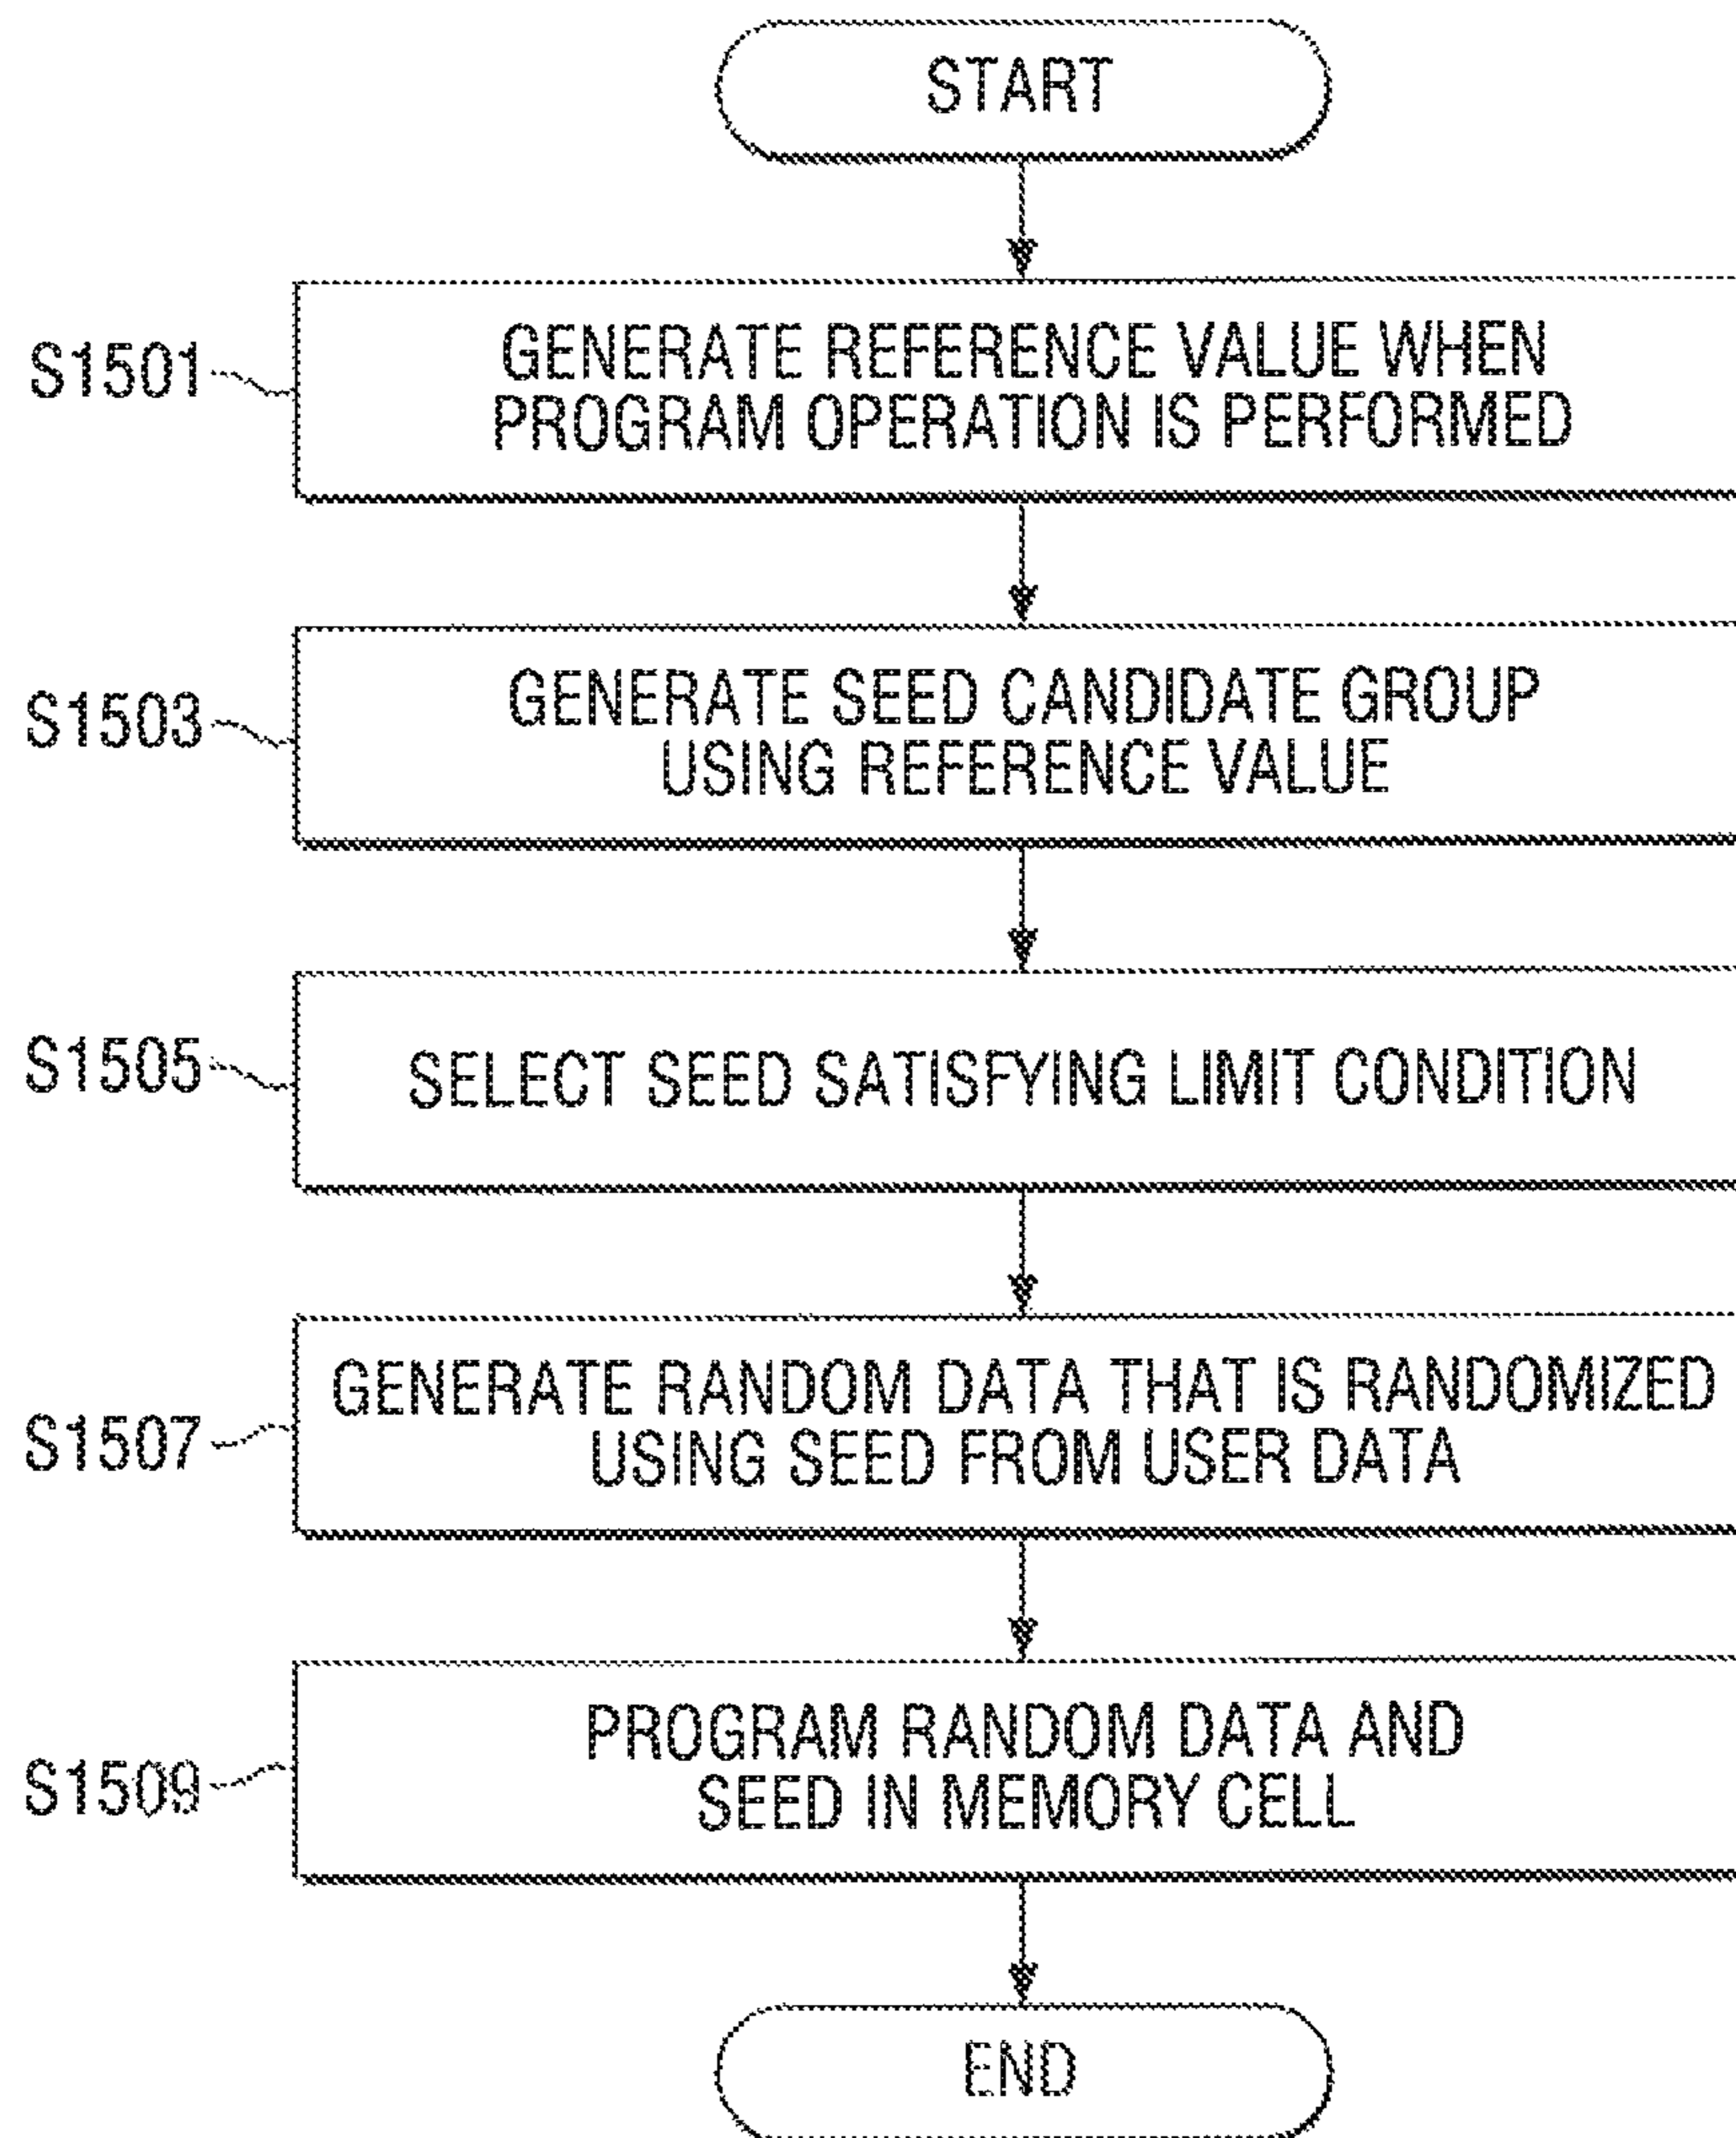 START
S1501
GENERATE REFERENCE VALUE WHEN
PROGRAM OPERATION IS PERFORMED
S1503
GENERATE SEED CANDIDATE GROUP
USING REFERENCE VALUE
S1505
SELECT SEED SATISFYING LIMIT CONDITION
S1507
GENERATE RANDOM DATA THAT IS RANDOMIZED
USING SEED FROM USER DATA
S1509
PROGRAM RANDOM DATA AND
SEED IN MEMORY CELL
END